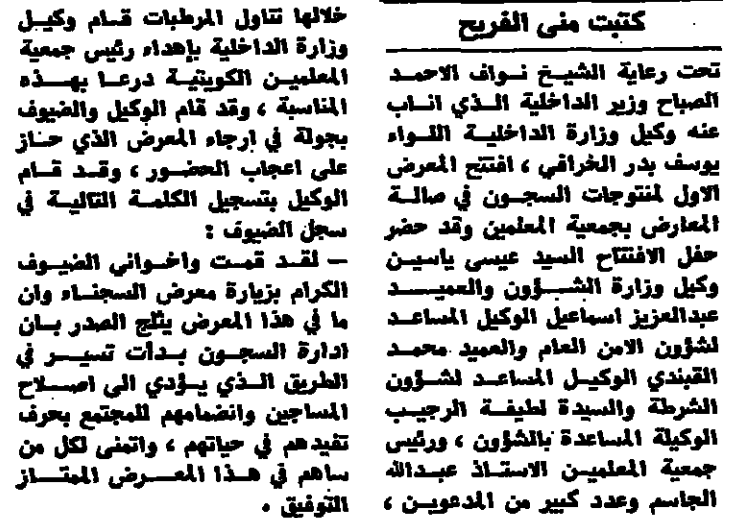 كتبت منى الفريح
تحت رعاية الشيخ نواف الاحمد
الصباح وزير الداخلية الذي اناب
عنه وكيل وزارة الداخلية اللواء
يوسف بدر الخرافي ، افتتح المعرض
الاول لمنتوجات السجون في صالة
المعارض بجمعية المعلمين وقد حضر
حفل الافتتاح السيد عيسى ياسين
وكيل وزارة الشؤون والعميد
عبدالعزيز اسماعيل الوكيل المساعد
لشؤون الامن العام والعميد محمد
القبندي الوكيل المساعد لشؤون
الشرطة والسيدة لطيفة الرجيب
الوكيلة المساعدة بالشؤون ، ورئيس
جمعية المعلمين الاستاذ عبدالله
الجاسم وعدد كبير من المدعوين ،
خلالها تناول المرطبات قام وكيل
وزارة الداخلية بإهداء رئيس جمعية
المعلمين الكويتية درعا بهذه
المناسبة ، وقد قام الوكيل والضيوف
بجولة في ارجاء المعرض الذي حاز
على اعجاب الحضور ، وقد قام
الوكيل بتسجيل الكلمة التالية في
سجل الضيوف :
— لقد قمت واخواني الضيوف
الكرام بزيارة معرض السجناء وان
ما في هذا المعرض يثلج الصدر بان
ادارة السجون بدأت تسير في
الطريق الذي يؤدي الى اصلاح
المساجين وانضمامهم للمجتمع بحرف
تفيدهم في حياتهم ، واتمنى لكل من
ساهم في هذا المعرض الممتاز
التوفيق .